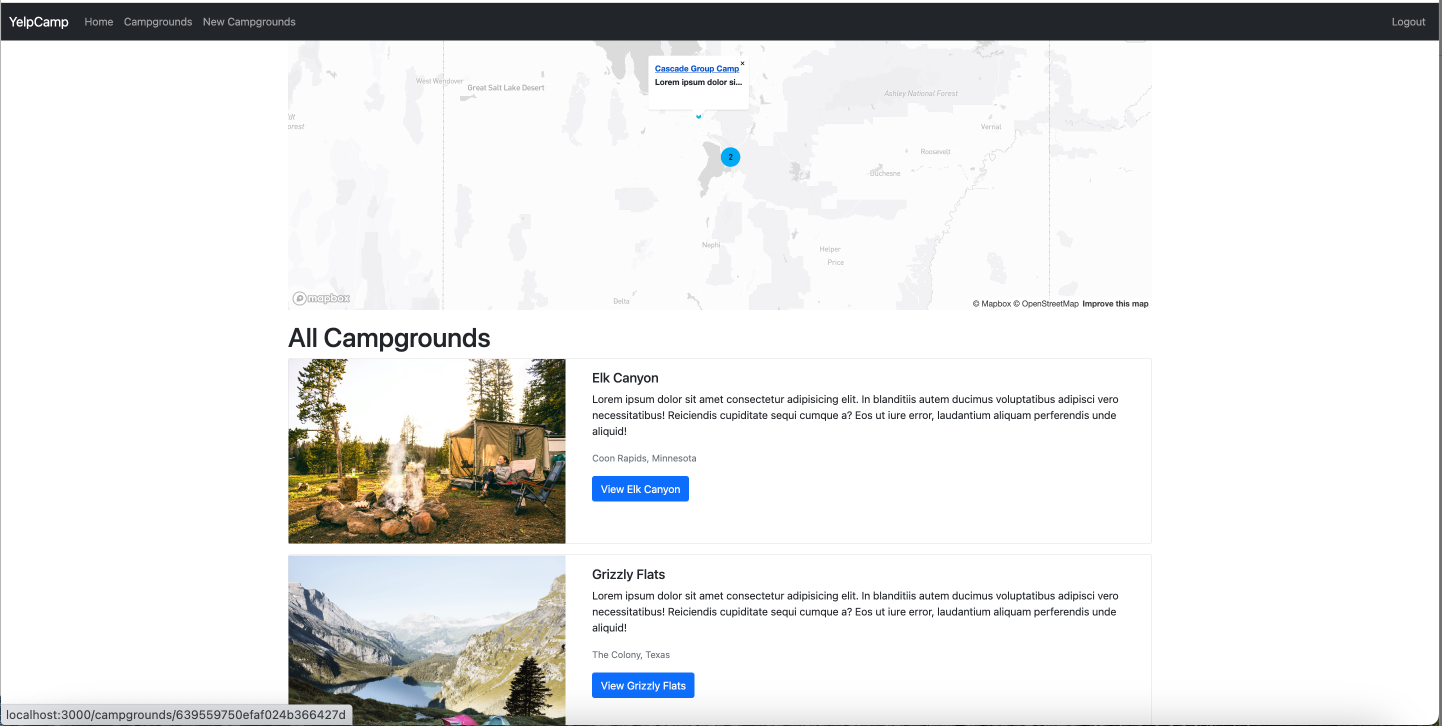 YelpCamp Home Campgrounds New Campgrounds Logout
Cascade Group Camp ×
Lorem ipsum dolor si...
West Wendover
Great Salt Lake Desert
Ashley National Forest
Vernal
Roosevelt
2
Duchesne
Nephi
Helper
Price
Delta
mapbox
© Mapbox © OpenStreetMap Improve this map
All Campgrounds
Elk Canyon
Lorem ipsum dolor sit amet consectetur adipisicing elit. In blanditiis autem ducimus voluptatibus adipisci vero
necessitatibus! Reiciendis cupiditate sequi cumque a? Eos ut iure error, laudantium aliquam perferendis unde
aliquid!
Coon Rapids, Minnesota
View Elk Canyon
Grizzly Flats
Lorem ipsum dolor sit amet consectetur adipisicing elit. In blanditiis autem ducimus voluptatibus adipisci vero
necessitatibus! Reiciendis cupiditate sequi cumque a? Eos ut iure error, laudantium aliquam perferendis unde
aliquid!
The Colony, Texas
View Grizzly Flats
localhost:3000/campgrounds/639559750efaf024b366427d